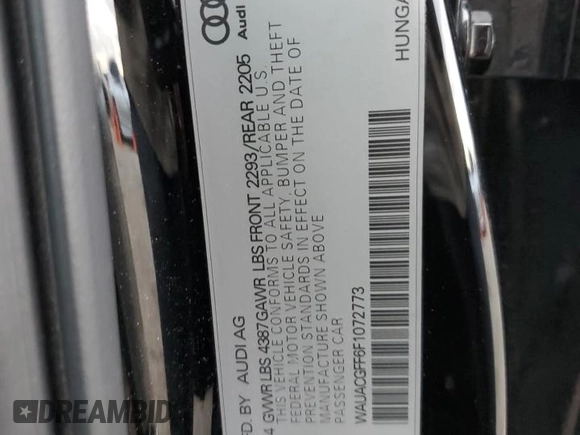 Audi
HUNGA
FD. BY AUDI AG
4 GVWR LBS 4387GAWR LBS FRONT 2293/REAR 2205
THIS VEHICLE CONFORMS TO ALL APPLICABLE U.S.
FEDERAL MOTOR VEHICLE SAFETY, BUMPER AND THEFT
PREVENTION STANDARDS IN EFFECT ON THE DATE OF
MANUFACTURE SHOWN ABOVE
PASSENGER CAR
WAUACGFF6F1072773
DREAMBID